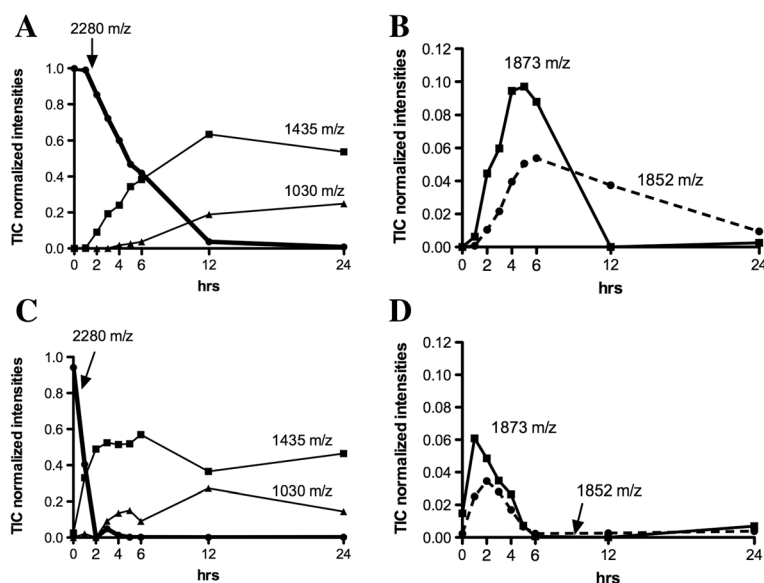 A
2280 m/z
1.0
0.8
0.6
0.4
0.2
0.0
0
2
4
6
12
24
1435 m/z
1030 m/z
TIC normalized intensities
hrs
B
0.12
0.10
0.08
0.06
0.04
0.02
0.00
0
2
4
6
12
24
1873 m/z
1852 m/z
TIC normalized intensities
hrs
C
2280 m/z
1.0
0.8
0.6
0.4
0.2
0.0
0
2
4
6
12
24
1435 m/z
1030 m/z
TIC normalized intensities
hrs
D
0.12
0.10
0.08
0.06
0.04
0.02
0.00
0
2
4
6
12
24
1873 m/z
1852 m/z
TIC normalized intensities
hrs